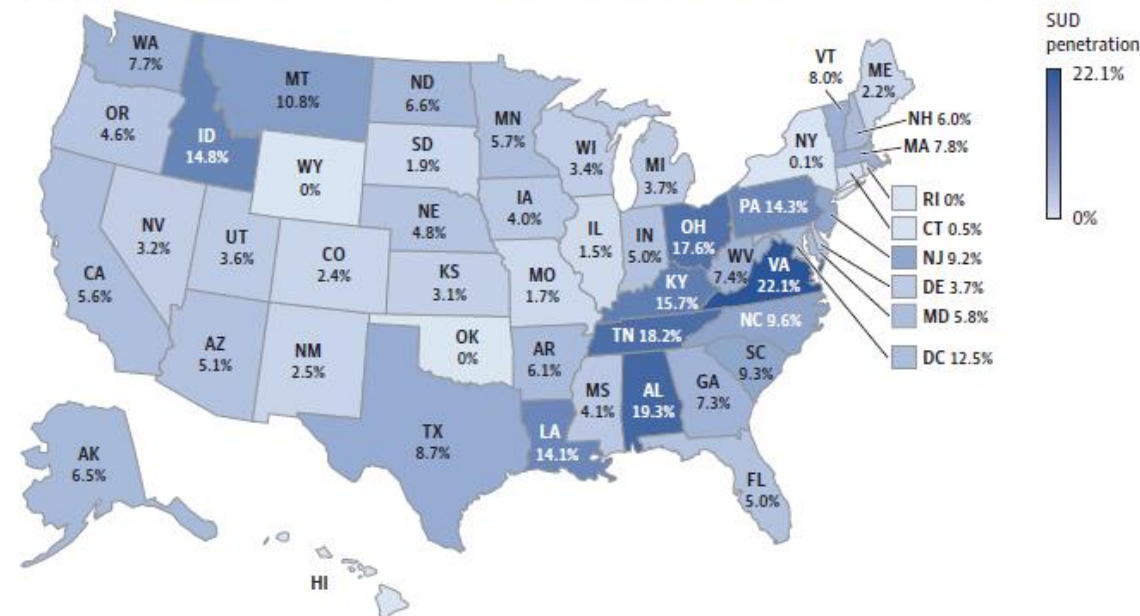 SUD
penetration
22.1%
0%
WA
7.7%
OR
4.6%
CA
5.6%
NV
3.2%
ID
14.8%
MT
10.8%
WY
0%
UT
3.6%
AZ
5.1%
CO
2.4%
NM
2.5%
ND
6.6%
SD
1.9%
NE
4.8%
KS
3.1%
OK
0%
TX
8.7%
MN
5.7%
IA
4.0%
MO
1.7%
AR
6.1%
LA
14.1%
WI
3.4%
IL
1.5%
MS
4.1%
MI
3.7%
IN
5.0%
OH
17.6%
KY
15.7%
TN 18.2%
AL
19.3%
GA
7.3%
FL
5.0%
SC
9.3%
NC 9.6%
VA
22.1%
WV
7.4%
PA 14.3%
NY
0.1%
VT
8.0%
ME
2.2%
NH 6.0%
MA 7.8%
RI 0%
CT 0.5%
NJ 9.2%
DE 3.7%
MD 5.8%
DC 12.5%
AK
6.5%
HI